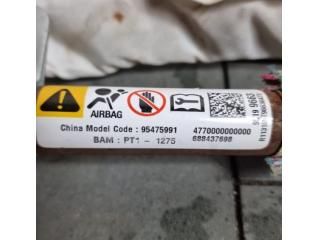 AIRBAG
China Model Code : 95475991
4770000000000
BAM : PT1 - 1275
688437698